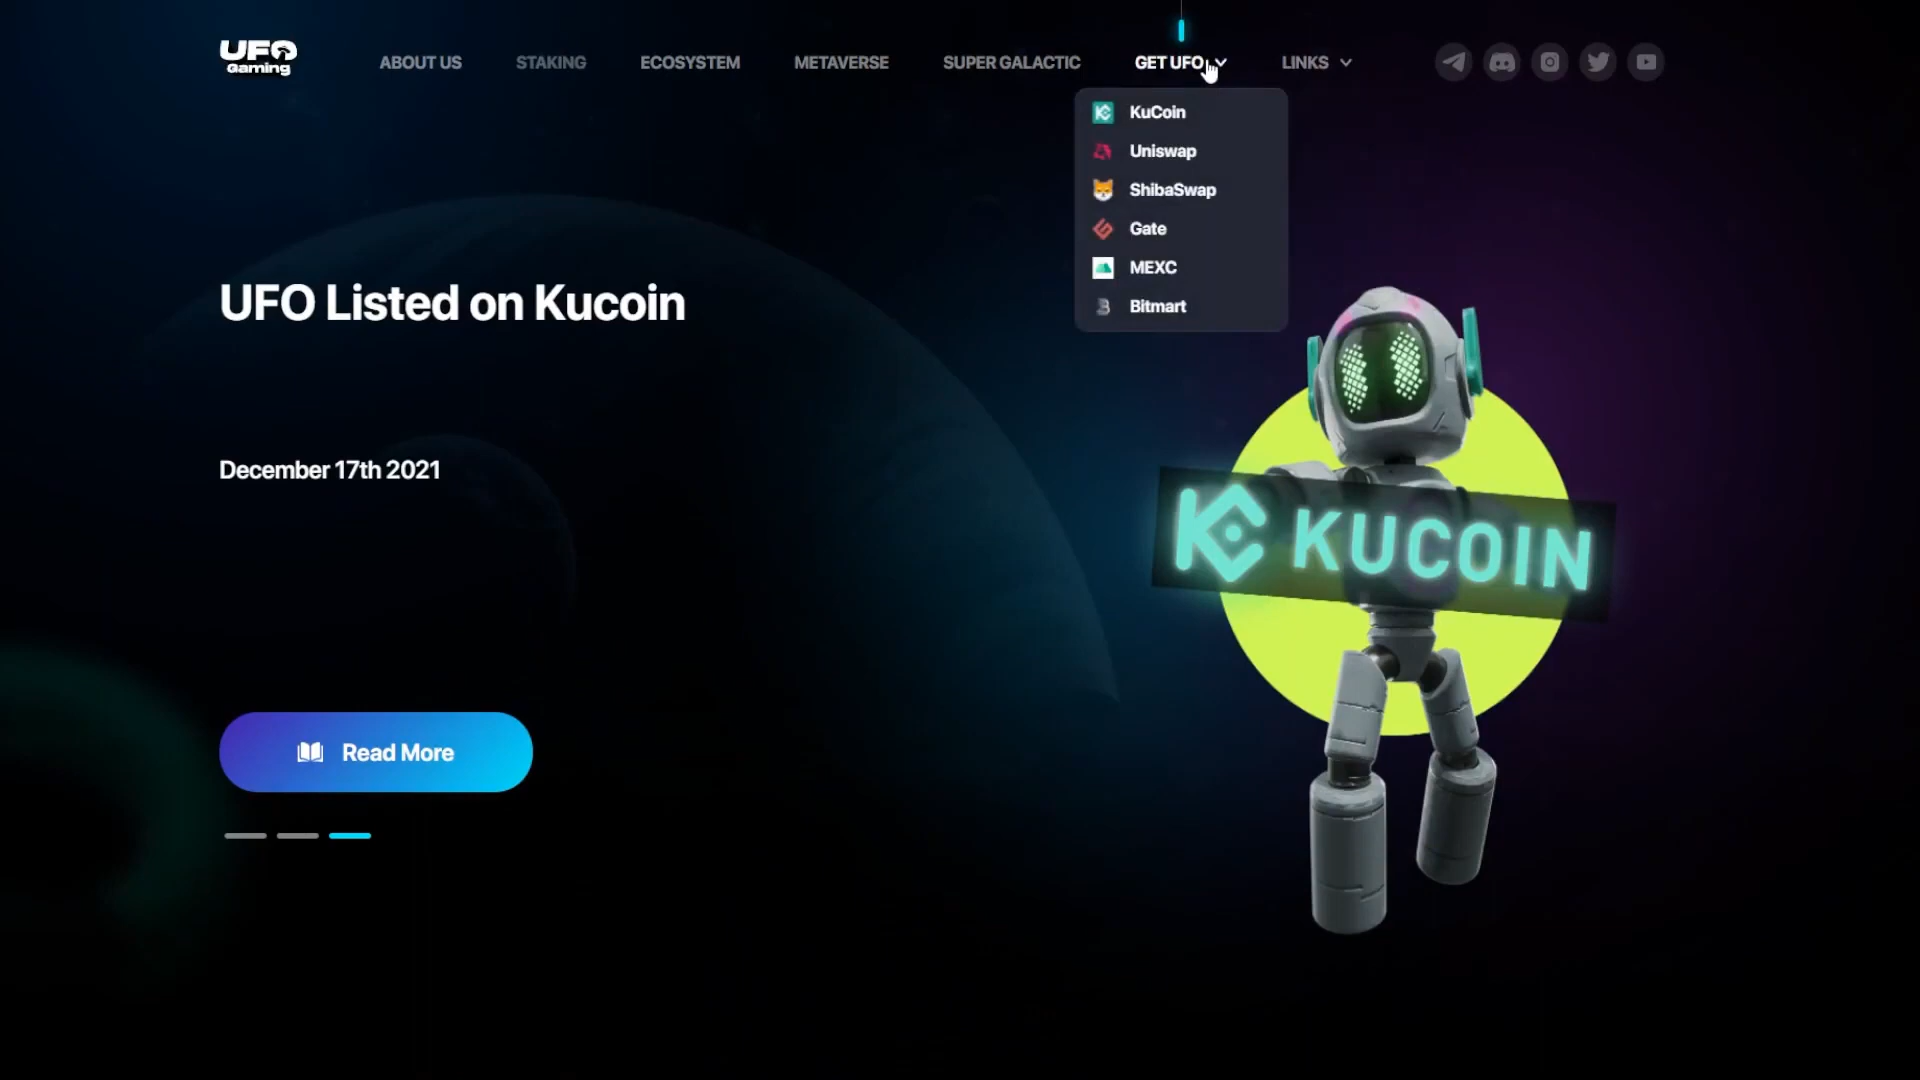 UFO
Gaming
ABOUT US
STAKING
ECOSYSTEM
METAVERSE
SUPER GALACTIC
GET UFO
LINKS
KuCoin
Uniswap
ShibaSwap
Gate
MEXC
Bitmart
UFO Listed on Kucoin
December 17th 2021
KUCOIN
Read More